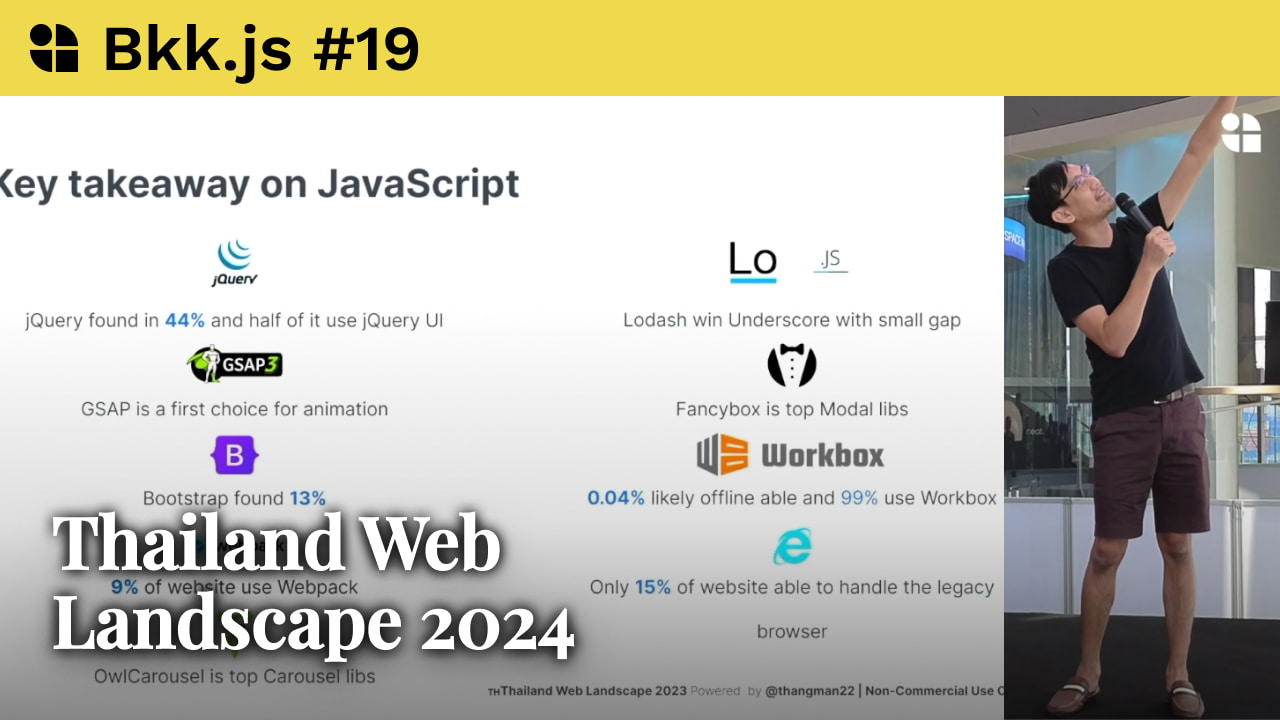 Bkk.js #19
Key takeaway on JavaScript
jQuery
Lo
.JS
jQuery found in 44% and half of it use jQuery UI
Lodash win Underscore with small gap
GSAP3
GSAP is a first choice for animation
Fancybox is top Modal libs
B
Workbox
Bootstrap found 13%
0.04% likely offline able and 99% use Workbox
Thailand Web
Landscape 2024
9% of website use Webpack
Only 15% of website able to handle the legacy
browser
OwlCarousel is top Carousel libs
TH Thailand Web Landscape 2023 Powered by @thangman22 | Non-Commercial Use